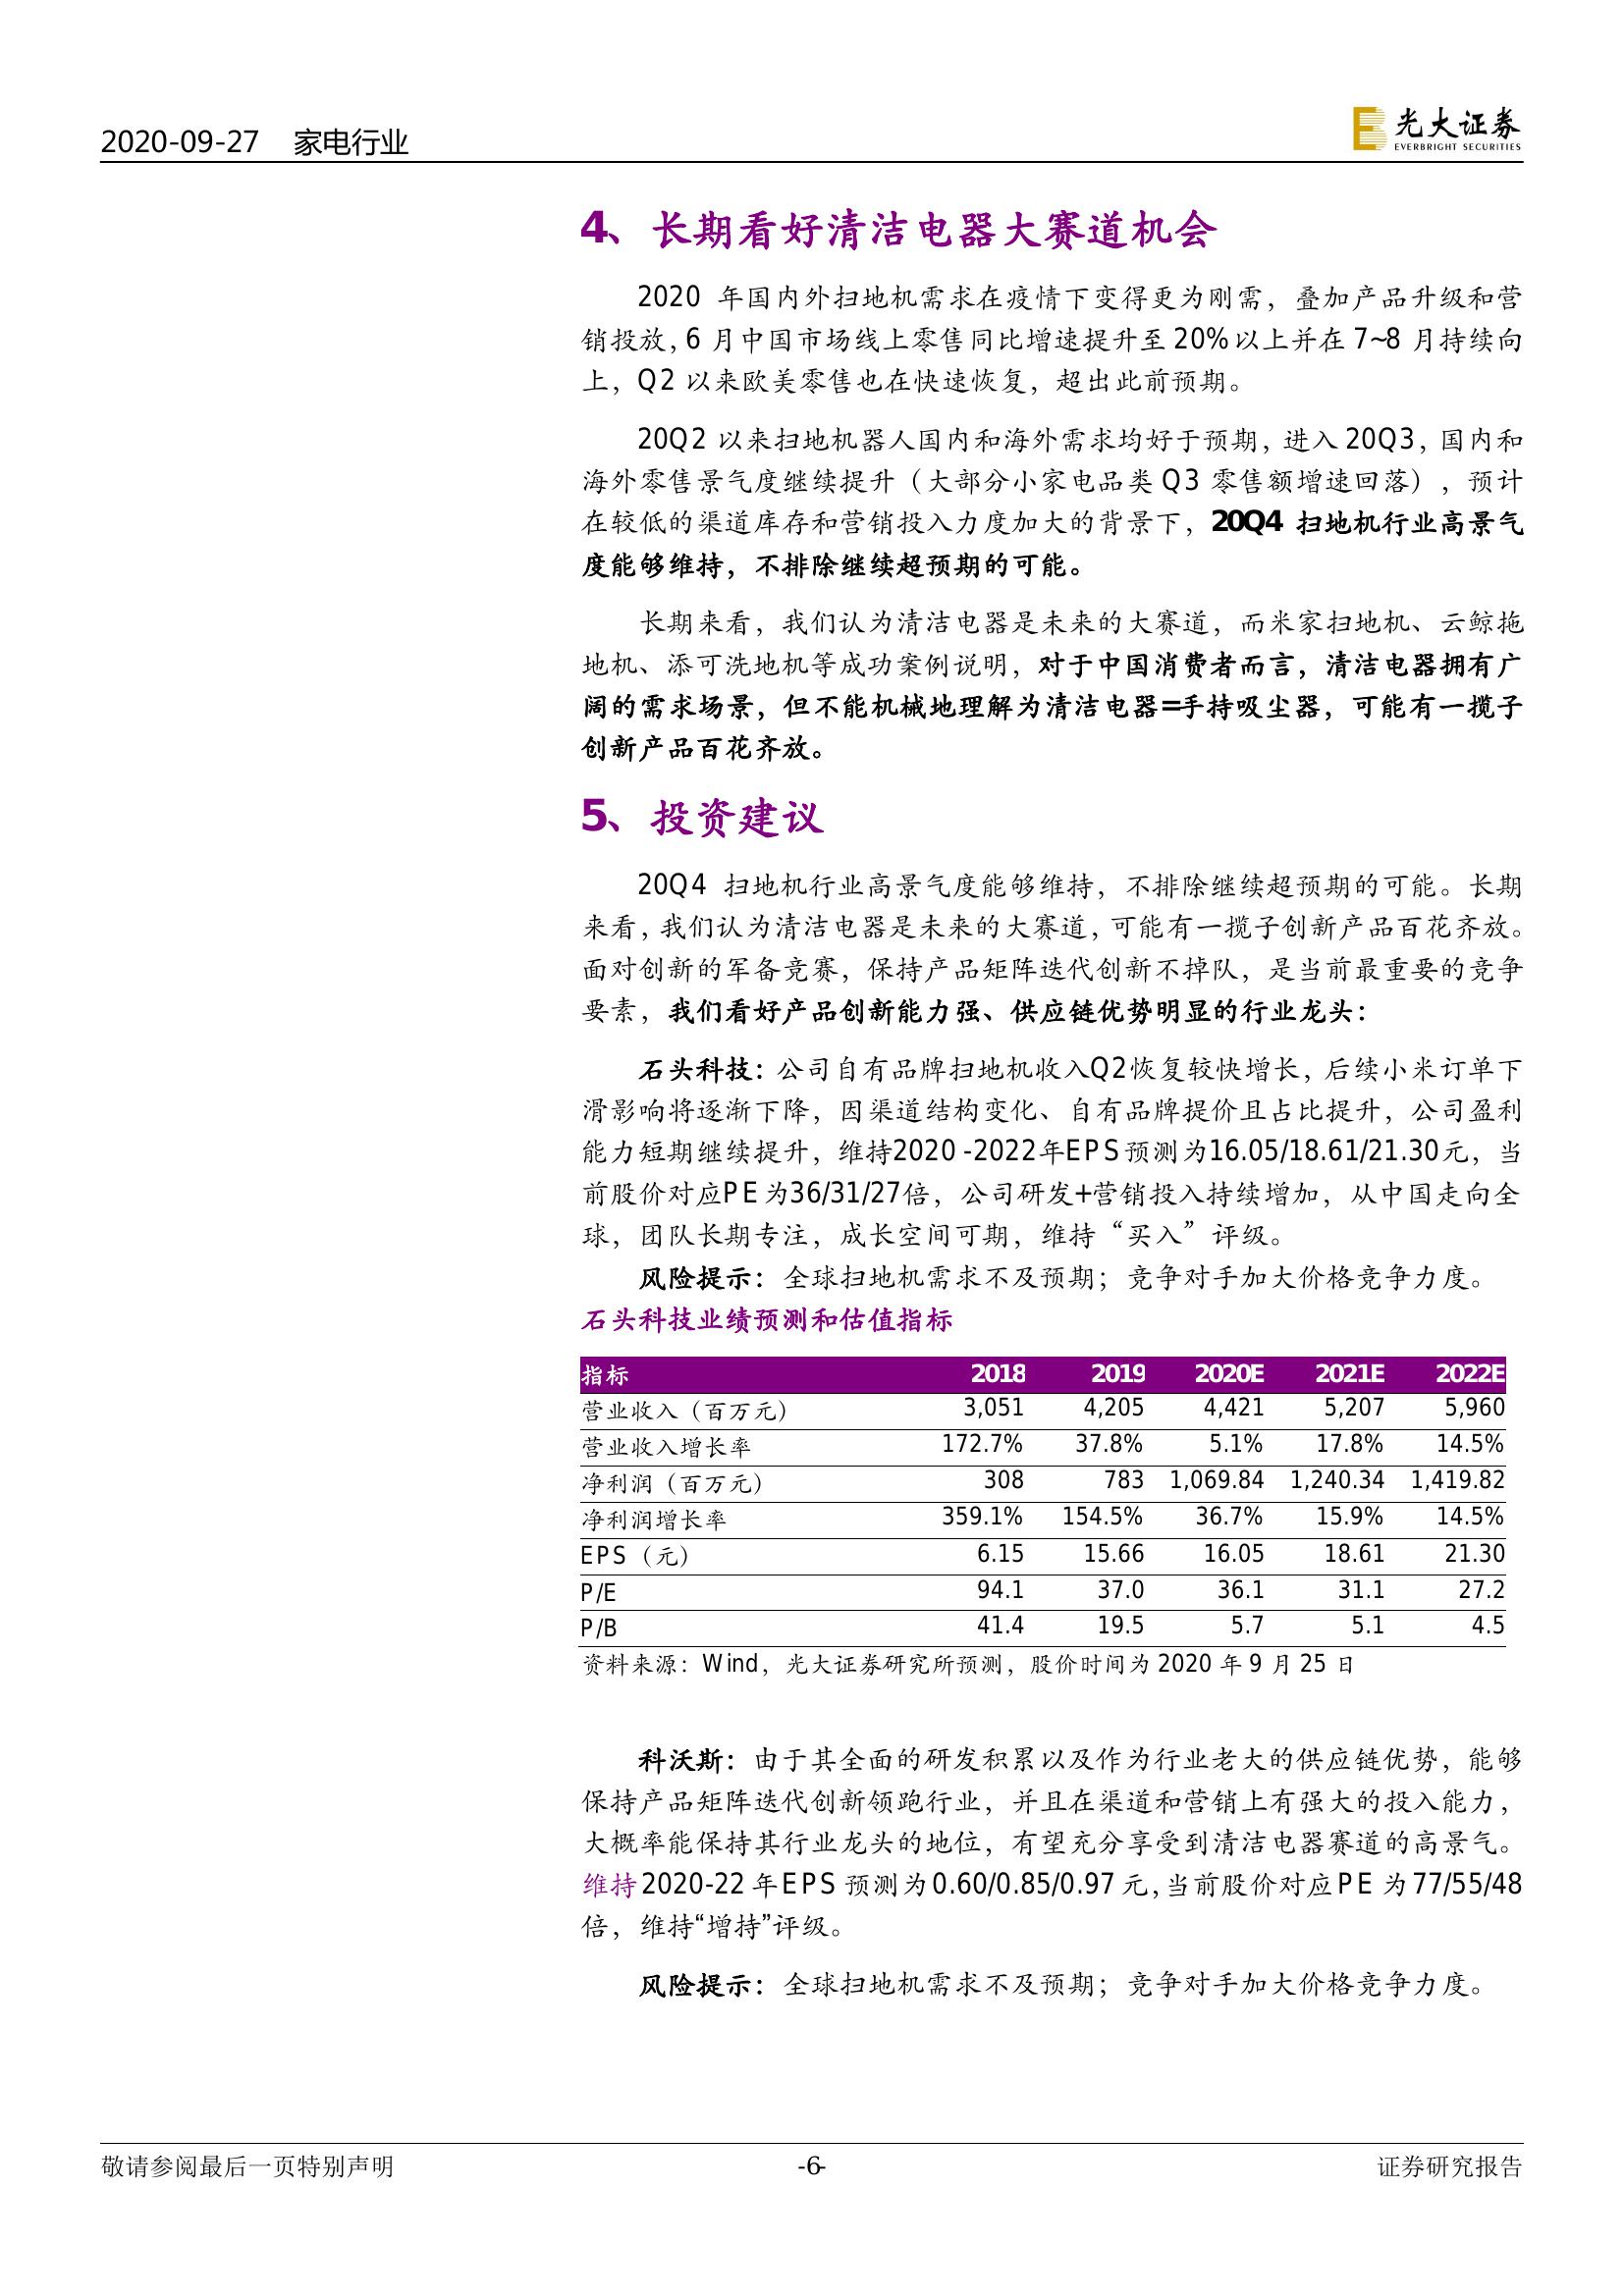 2020-09-27 家电行业
光大证券
EVERBRIGHT SECURITIES
4、长期看好清洁电器大赛道机会
2020 年国内外扫地机需求在疫情下变得更为刚需，叠加产品升级和营
销投放，6 月中国市场线上零售同比增速提升至 20%以上并在 7~8 月持续向
上，Q2 以来欧美零售也在快速恢复，超出此前预期。
20Q2 以来扫地机器人国内和海外需求均好于预期，进入 20Q3，国内和
海外零售景气度继续提升（大部分小家电品类 Q3 零售额增速回落），预计
在较低的渠道库存和营销投入力度加大的背景下，20Q4 扫地机行业高景气
度能够维持，不排除继续超预期的可能。
长期来看，我们认为清洁电器是未来的大赛道，而米家扫地机、云鲸拖
地机、添可洗地机等成功案例说明，对于中国消费者而言，清洁电器拥有广
阔的需求场景，但不能机械地理解为清洁电器=手持吸尘器，可能有一揽子
创新产品百花齐放。
5、投资建议
20Q4 扫地机行业高景气度能够维持，不排除继续超预期的可能。长期
来看，我们认为清洁电器是未来的大赛道，可能有一揽子创新产品百花齐放。
面对创新的军备竞赛，保持产品矩阵迭代创新不掉队，是当前最重要的竞争
要素，我们看好产品创新能力强、供应链优势明显的行业龙头：
石头科技：公司自有品牌扫地机收入Q2恢复较快增长，后续小米订单下
滑影响将逐渐下降，因渠道结构变化、自有品牌提价且占比提升，公司盈利
能力短期继续提升，维持2020 -2022年EPS预测为16.05/18.61/21.30元，当
前股价对应PE为36/31/27倍，公司研发+营销投入持续增加，从中国走向全
球，团队长期专注，成长空间可期，维持“买入”评级。
风险提示：全球扫地机需求不及预期；竞争对手加大价格竞争力度。
石头科技业绩预测和估值指标
指标 2018 2019 2020E 2021E 2022E
营业收入（百万元） 3,051 4,205 4,421 5,207 5,960
营业收入增长率 172.7% 37.8% 5.1% 17.8% 14.5%
净利润（百万元） 308 783 1,069.84 1,240.34 1,419.82
净利润增长率 359.1% 154.5% 36.7% 15.9% 14.5%
EPS（元） 6.15 15.66 16.05 18.61 21.30
P/E 94.1 37.0 36.1 31.1 27.2
P/B 41.4 19.5 5.7 5.1 4.5
资料来源：Wind，光大证券研究所预测，股价时间为 2020 年 9 月 25 日
科沃斯：由于其全面的研发积累以及作为行业老大的供应链优势，能够
保持产品矩阵迭代创新领跑行业，并且在渠道和营销上有强大的投入能力，
大概率能保持其行业龙头的地位，有望充分享受到清洁电器赛道的高景气。
维持2020-22 年EPS 预测为0.60/0.85/0.97 元，当前股价对应PE 为77/55/48
倍，维持“增持”评级。
风险提示：全球扫地机需求不及预期；竞争对手加大价格竞争力度。
敬请参阅最后一页特别声明 -6- 证券研究报告